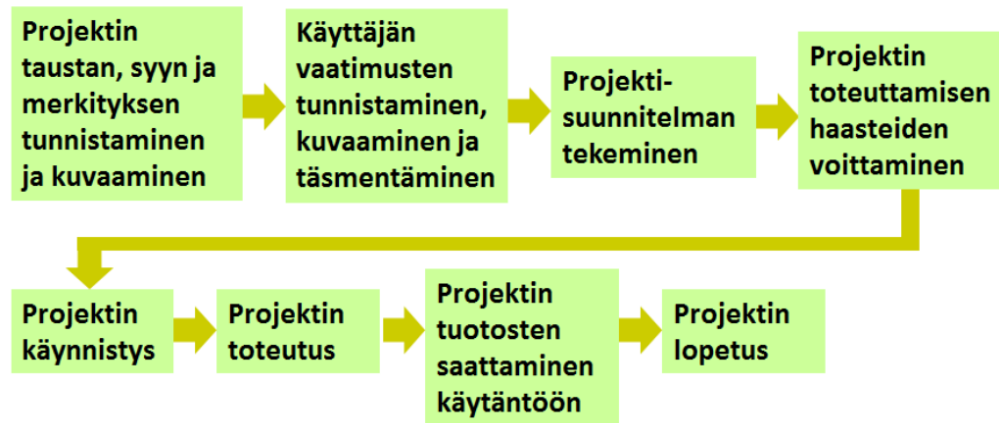 Projektin
taustan, syyn ja
merkityksen
tunnistaminen
ja kuvaaminen
Käyttäjän
vaatimusten
tunnistaminen,
kuvaaminen ja
täsmentäminen
Projekti-
suunnitelman
tekeminen
Projektin
toteuttamisen
haasteiden
voittaminen
Projektin
käynnistys
Projektin
toteutus
Projektin
tuotosten
saattaminen
käytäntöön
Projektin
lopetus